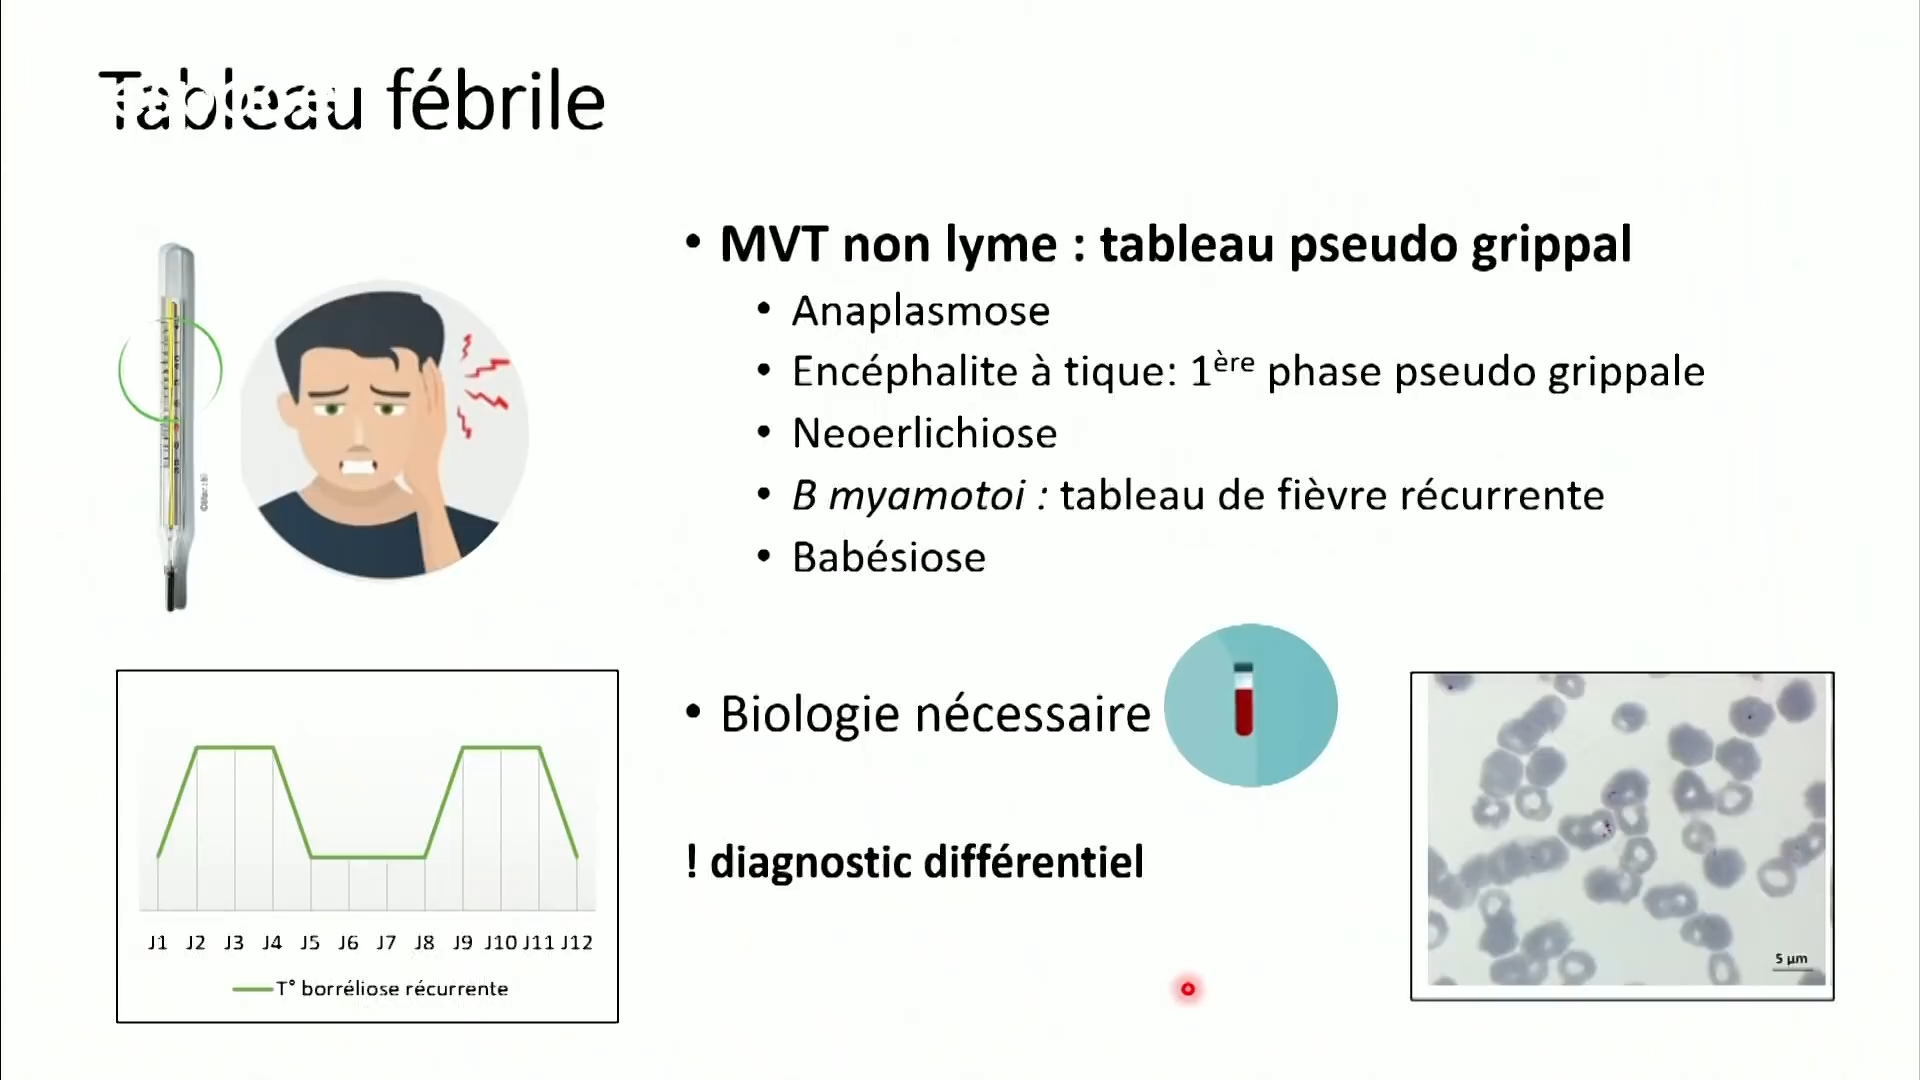 Tableau fébrile
• MVT non lyme : tableau pseudo grippal
• Anaplasmose
• Encéphalite à tique: 1ère phase pseudo grippale
• Neoerlichiose
• B myamotoi : tableau de fièvre récurrente
• Babésiose
• Biologie nécessaire
! diagnostic différentiel
J1 J2 J3 J4 J5 J6 J7 J8 J9 J10 J11 J12
T° borréliose récurrente
5 µm